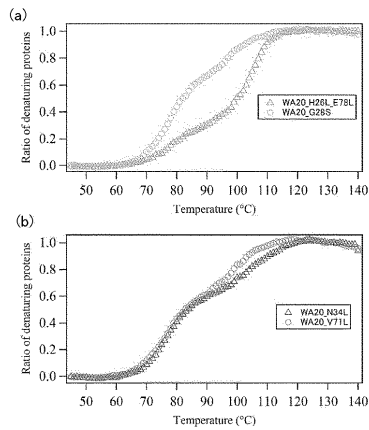 (a)
1.0
0.8
0.6
0.4
0.2
0.0
Ratio of denaturing proteins
WA20_H26L_E78L
WA20_G28S
50 60 70 80 90 100 110 120 130 140
Temperature (°C)
(b)
1.0
0.8
0.6
0.4
0.2
0.0
Ratio of denaturing proteins
WA20_N34L
WA20_V71L
50 60 70 80 90 100 110 120 130 140
Temperature (°C)